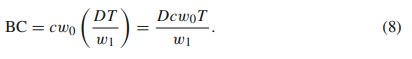 BC = cw₀ (DT / w₁) = Dcw₀T / w₁. (8)